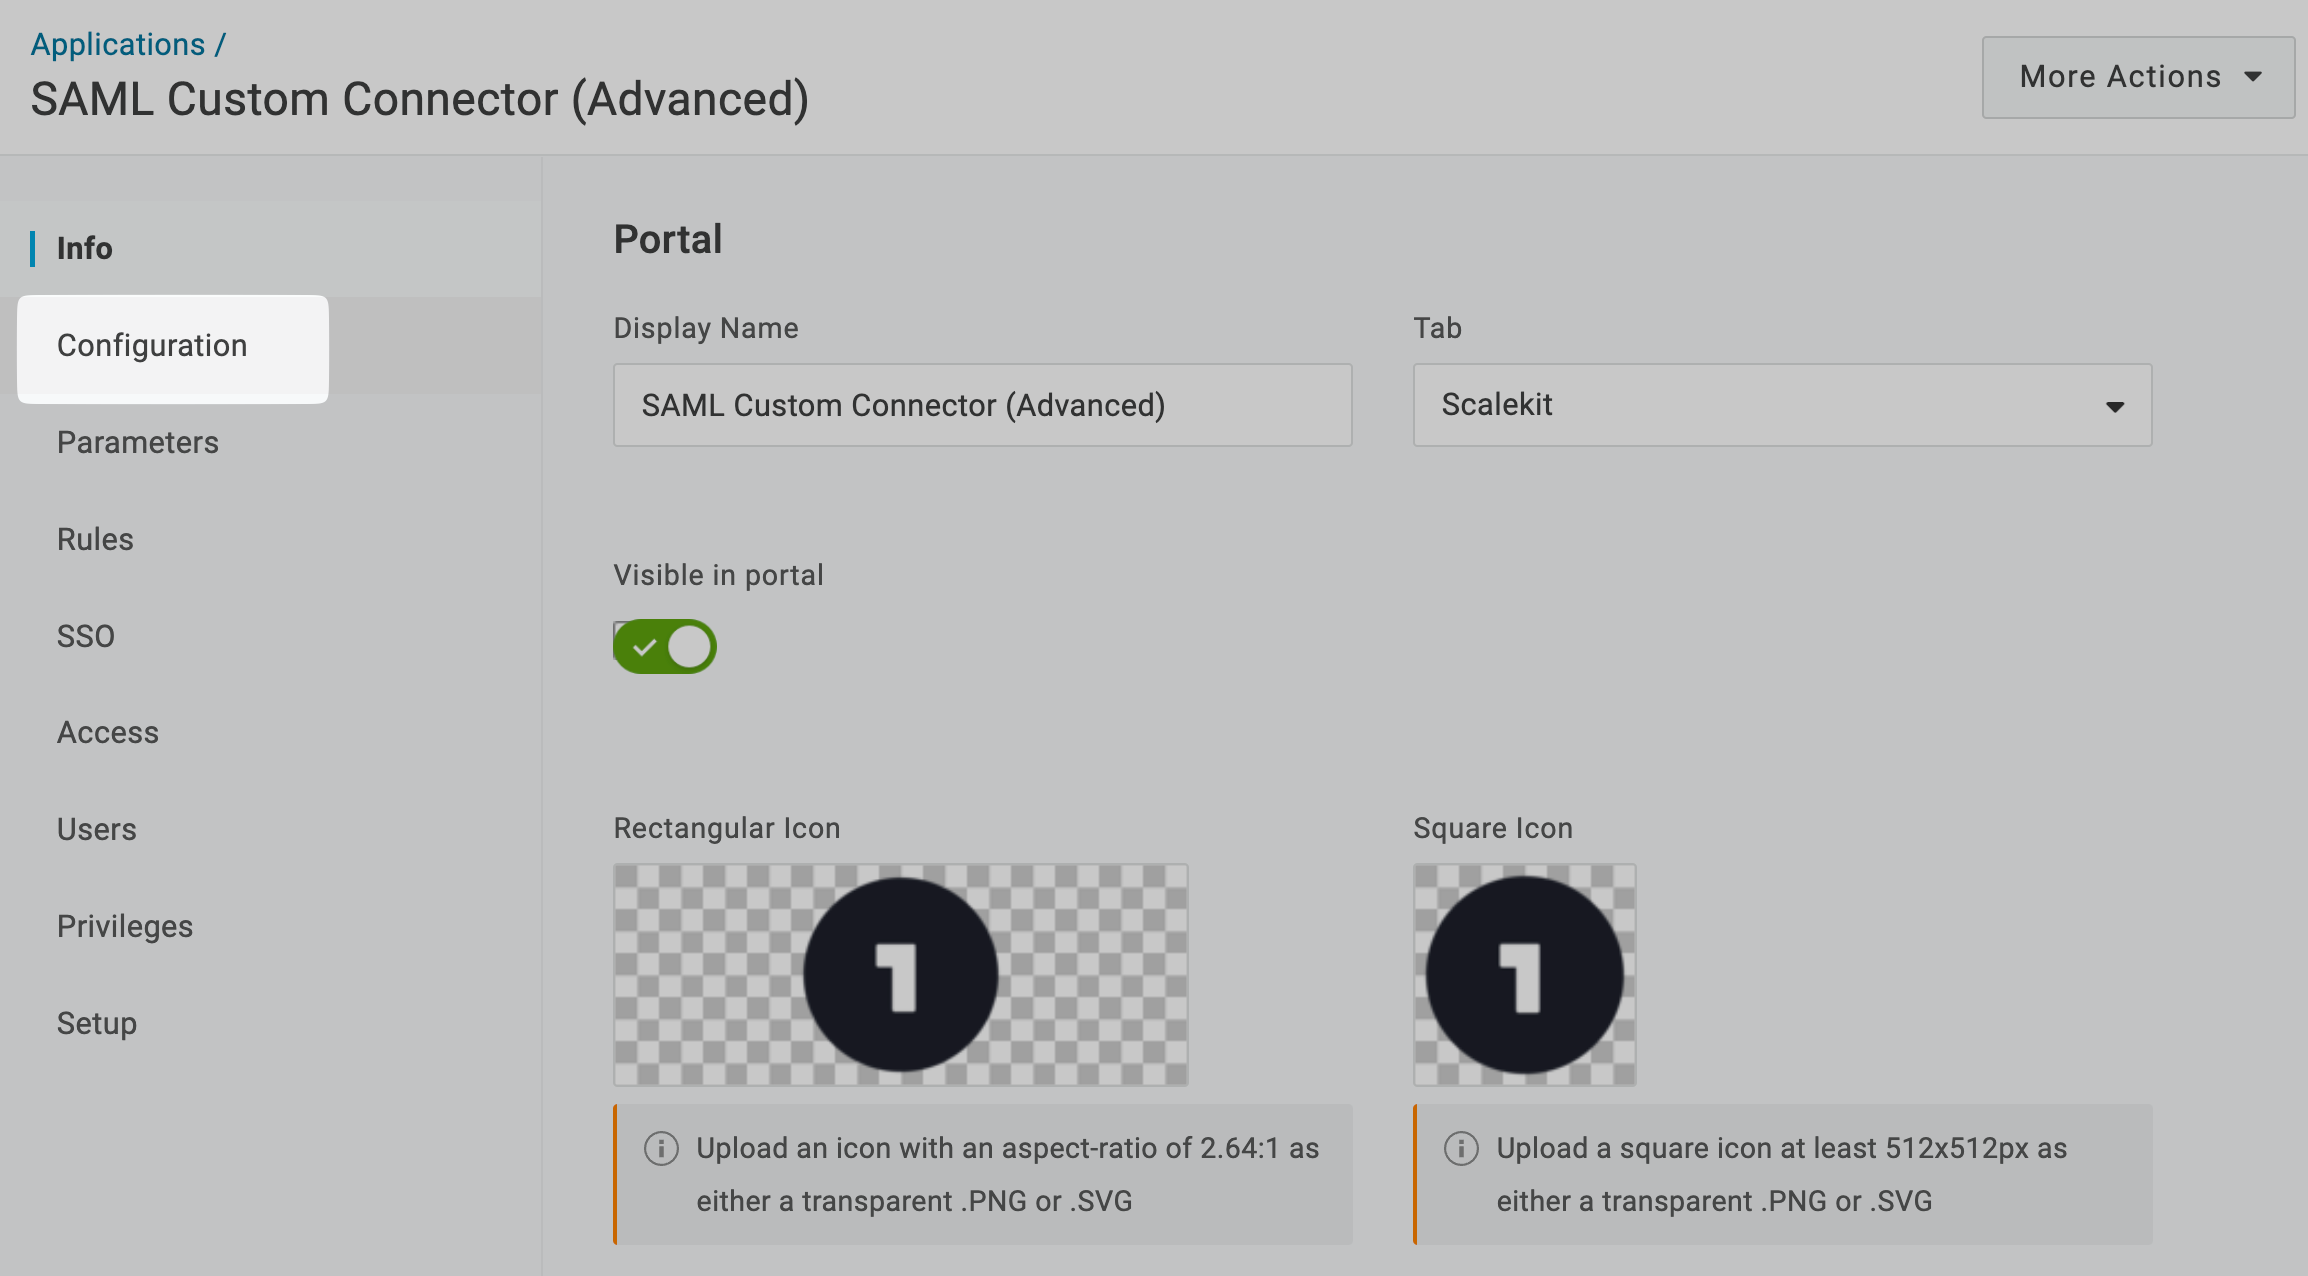 Applications /
SAML Custom Connector (Advanced)
More Actions
Info
Configuration
Parameters
Rules
SSO
Access
Users
Privileges
Setup
Portal
Display Name
SAML Custom Connector (Advanced)
Tab
Scalekit
Visible in portal
Rectangular Icon
1
Upload an icon with an aspect-ratio of 2.64:1 as
either a transparent .PNG or .SVG
Square Icon
1
Upload a square icon at least 512x512px as
either a transparent .PNG or .SVG